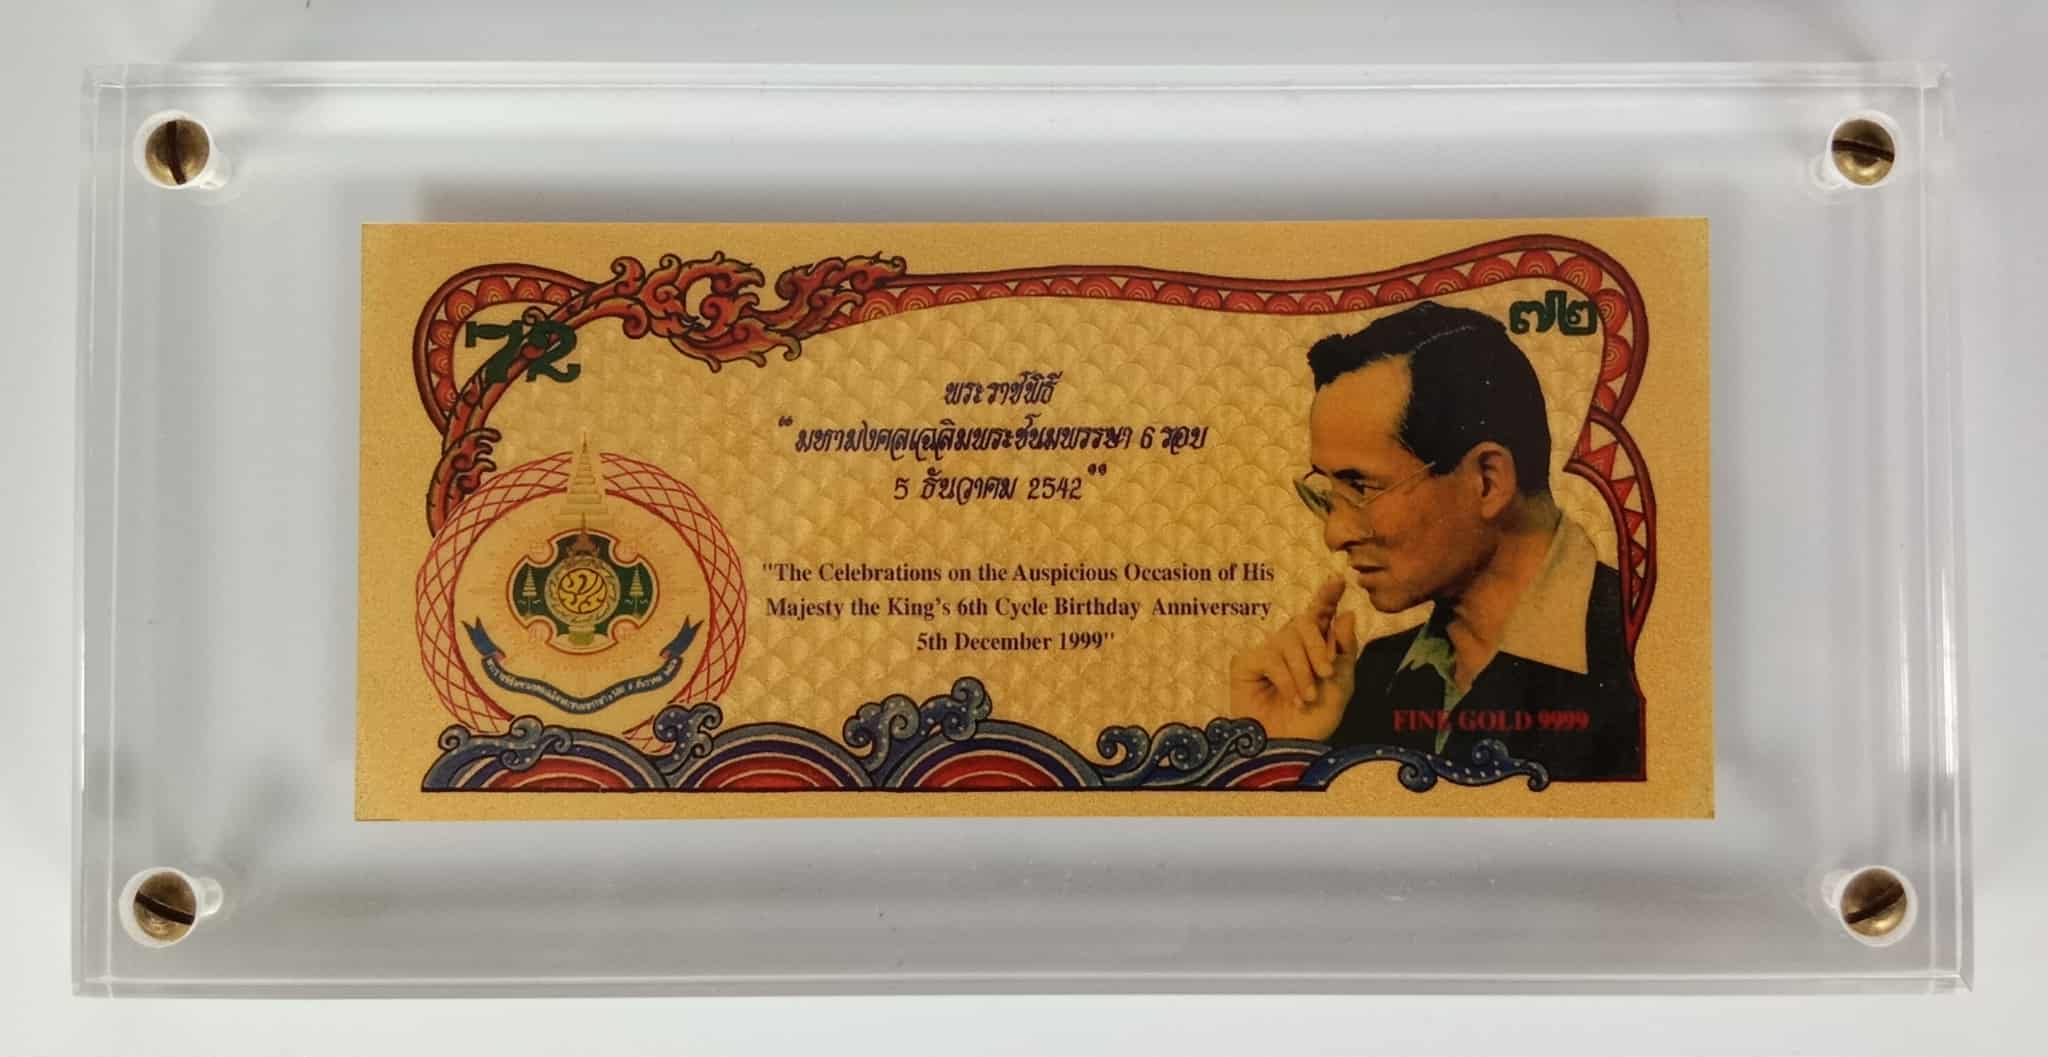 72
๗๒
พระราชพิธี
"มหามงคลเฉลิมพระชนมพรรษา 6 รอบ
5 ธันวาคม 2542"
"The Celebrations on the Auspicious Occasion of His
Majesty the King's 6th Cycle Birthday Anniversary
5th December 1999"
FINE GOLD 9999